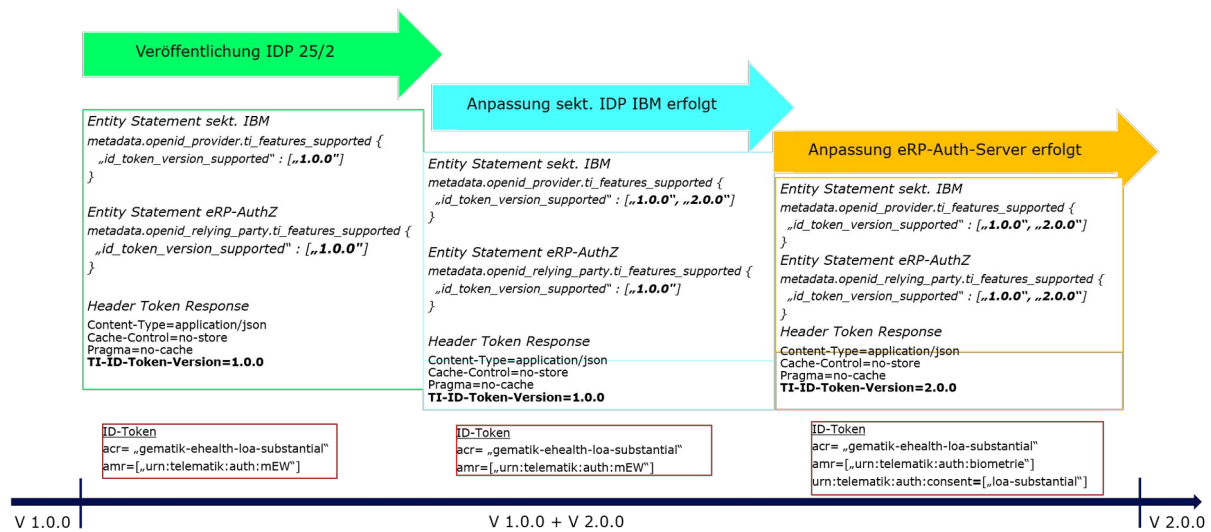 Veröffentlichung IDP 25/2
Entity Statement sekt. IBM
metadata.openid_provider.ti_features_supported {
„id_token_version_supported“ : [„1.0.0"]
}
Entity Statement eRP-AuthZ
metadata.openid_relying_party.ti_features_supported {
„id_token_version_supported“ : [„1.0.0"]
}
Header Token Response
Content-Type=application/json
Cache-Control=no-store
Pragma=no-cache
TI-ID-Token-Version=1.0.0
ID-Token
acr= „gematik-ehealth-loa-substantial“
amr=[„urn:telematik:auth:mEW“]
Anpassung sekt. IDP IBM erfolgt
Entity Statement sekt. IBM
metadata.openid_provider.ti_features_supported {
„id_token_version_supported“ : [„1.0.0“, „2.0.0“]
}
Entity Statement eRP-AuthZ
metadata.openid_relying_party.ti_features_supported {
„id_token_version_supported“ : [„1.0.0"]
}
Header Token Response
Content-Type=application/json
Cache-Control=no-store
Pragma=no-cache
TI-ID-Token-Version=1.0.0
ID-Token
acr= „gematik-ehealth-loa-substantial“
amr=[„urn:telematik:auth:mEW“]
Anpassung eRP-Auth-Server erfolgt
Entity Statement sekt. IBM
metadata.openid_provider.ti_features_supported {
„id_token_version_supported“ : [„1.0.0“, „2.0.0“]
}
Entity Statement eRP-AuthZ
metadata.openid_relying_party.ti_features_supported {
„id_token_version_supported“ : [„1.0.0“, „2.0.0“]
}
Header Token Response
Content-Type=application/json
Cache-Control=no-store
Pragma=no-cache
TI-ID-Token-Version=2.0.0
ID-Token
acr= „gematik-ehealth-loa-substantial“
amr=[„urn:telematik:auth:biometrie“]
urn:telematik:auth:consent=[„loa-substantial“]
V 1.0.0
V 1.0.0 + V 2.0.0
V 2.0.0